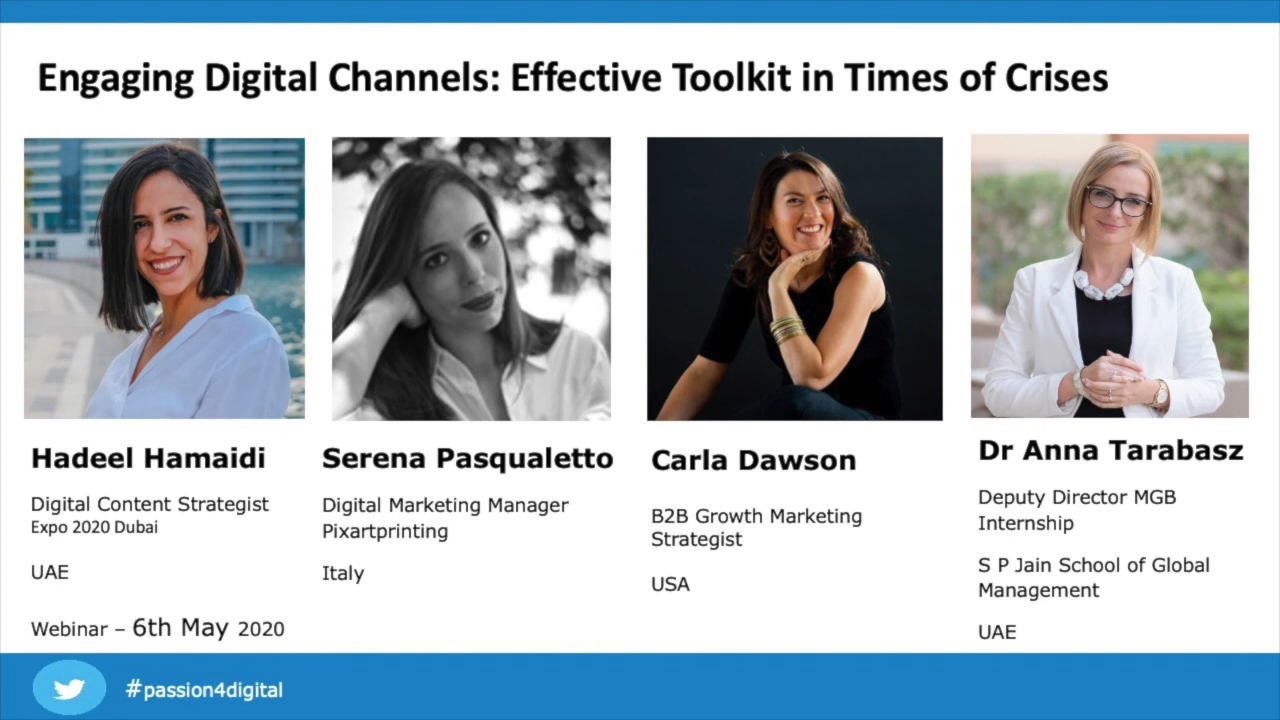 Engaging Digital Channels: Effective Toolkit in Times of Crises
Hadeel Hamaidi
Digital Content Strategist
Expo 2020 Dubai
UAE
Webinar – 6th May 2020
Serena Pasqualetto
Digital Marketing Manager
Pixartprinting
Italy
Carla Dawson
B2B Growth Marketing
Strategist
USA
Dr Anna Tarabasz
Deputy Director MGB
Internship
S P Jain School of Global
Management
UAE
#passion4digital